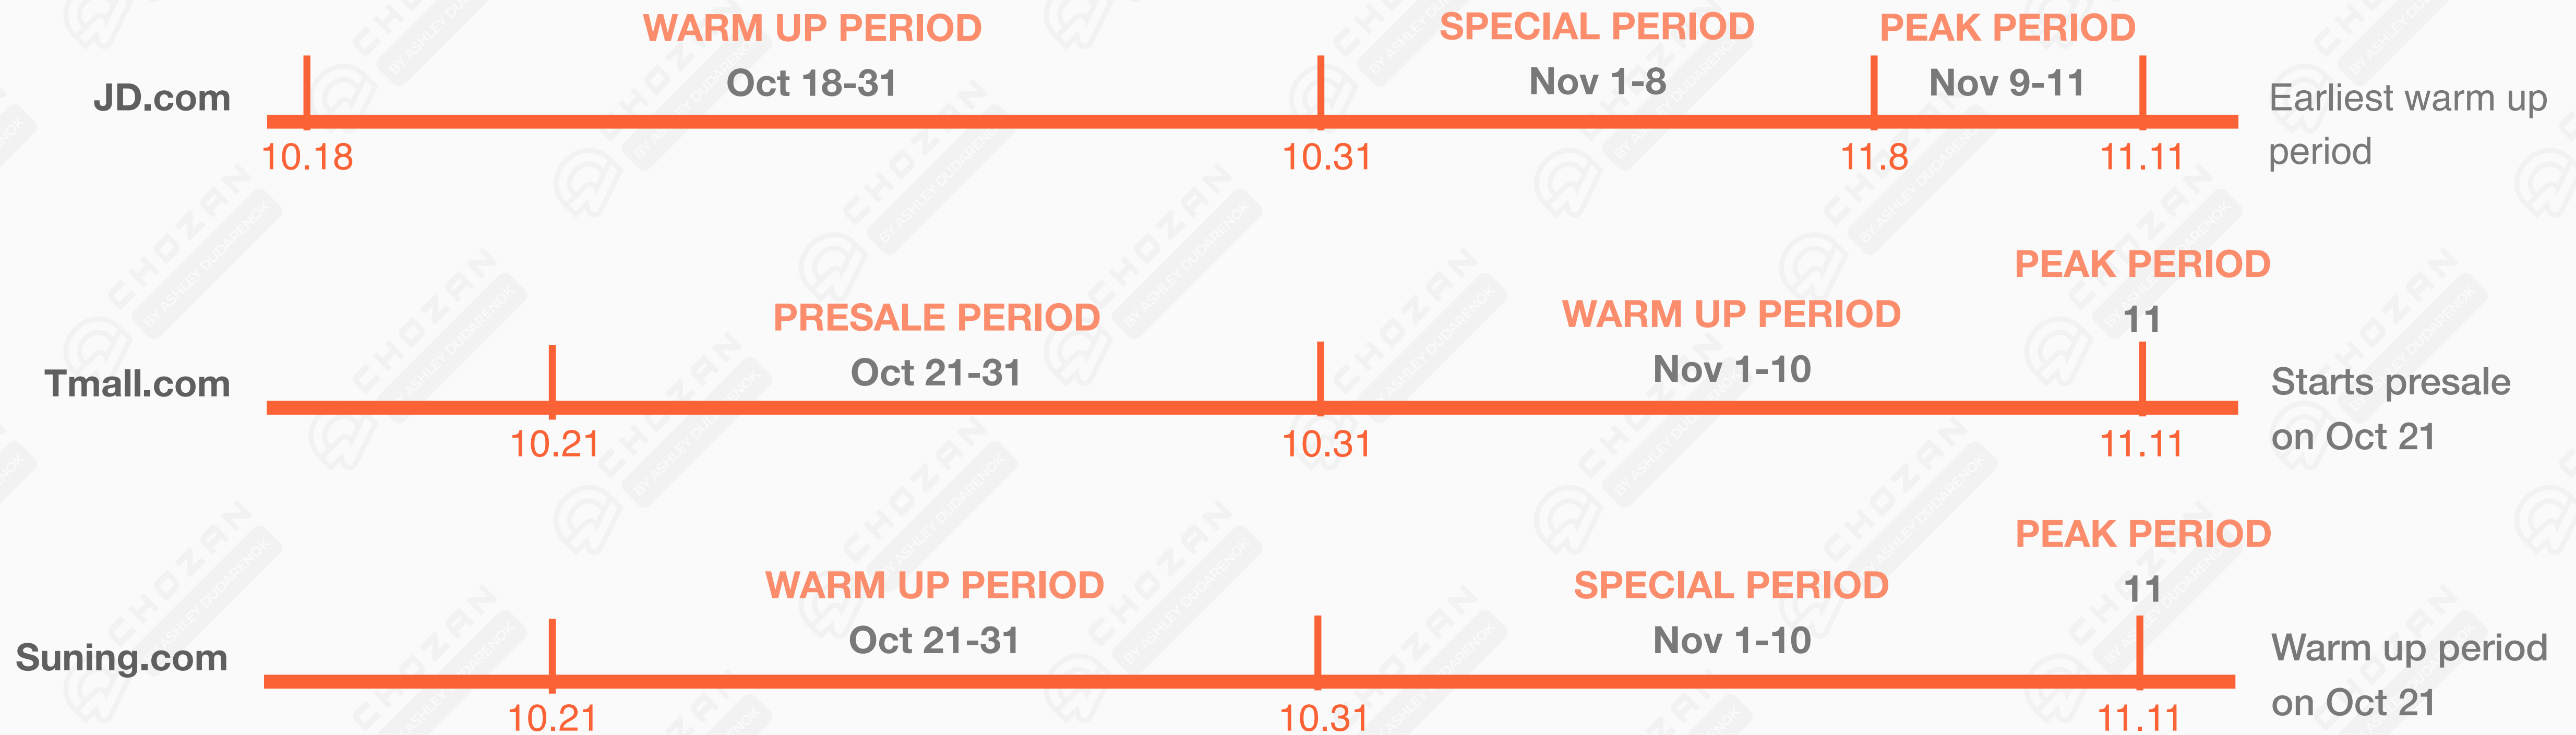 WARM UP PERIOD
SPECIAL PERIOD
PEAK PERIOD
JD.com
Oct 18-31
Nov 1-8
Nov 9-11
Earliest warm up
period
10.18
10.31
11.8
11.11
PEAK PERIOD
PRESALE PERIOD
WARM UP PERIOD
11
Tmall.com
Oct 21-31
Nov 1-10
Starts presale
on Oct 21
10.21
10.31
11.11
PEAK PERIOD
WARM UP PERIOD
SPECIAL PERIOD
11
Suning.com
Oct 21-31
Nov 1-10
Warm up period
on Oct 21
10.21
10.31
11.11
CHOZAN
BY ASHLEY DUDARENOK